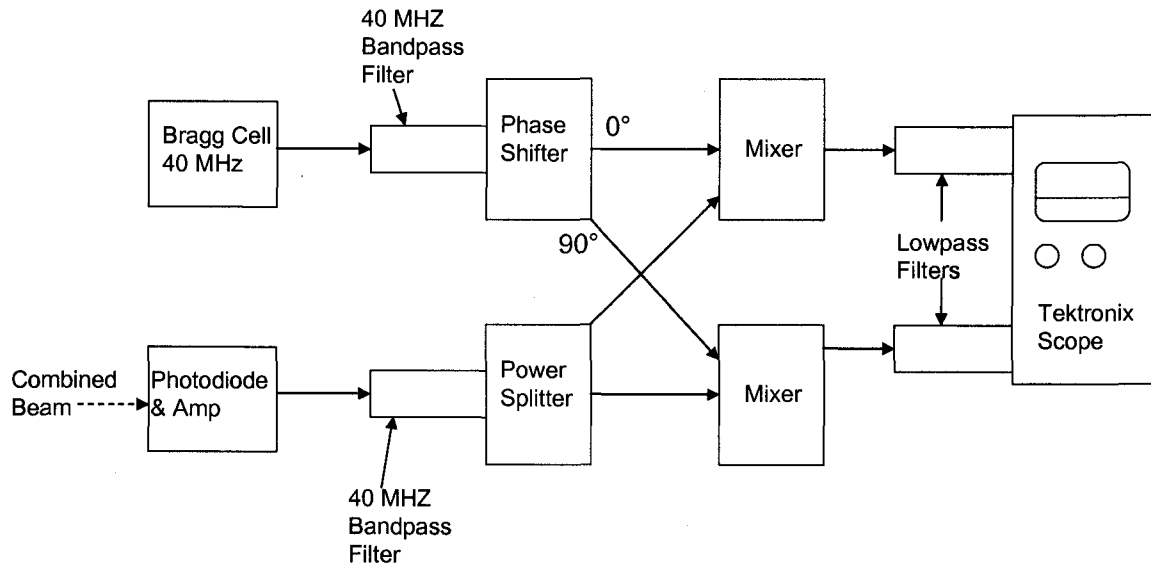 40 MHZ
Bandpass
Filter
Bragg Cell
40 MHz
Phase
Shifter
0°
90°
Mixer
Lowpass
Filters
Tektronix
Scope
Combined
Beam
Photodiode
& Amp
Power
Splitter
Mixer
40 MHZ
Bandpass
Filter